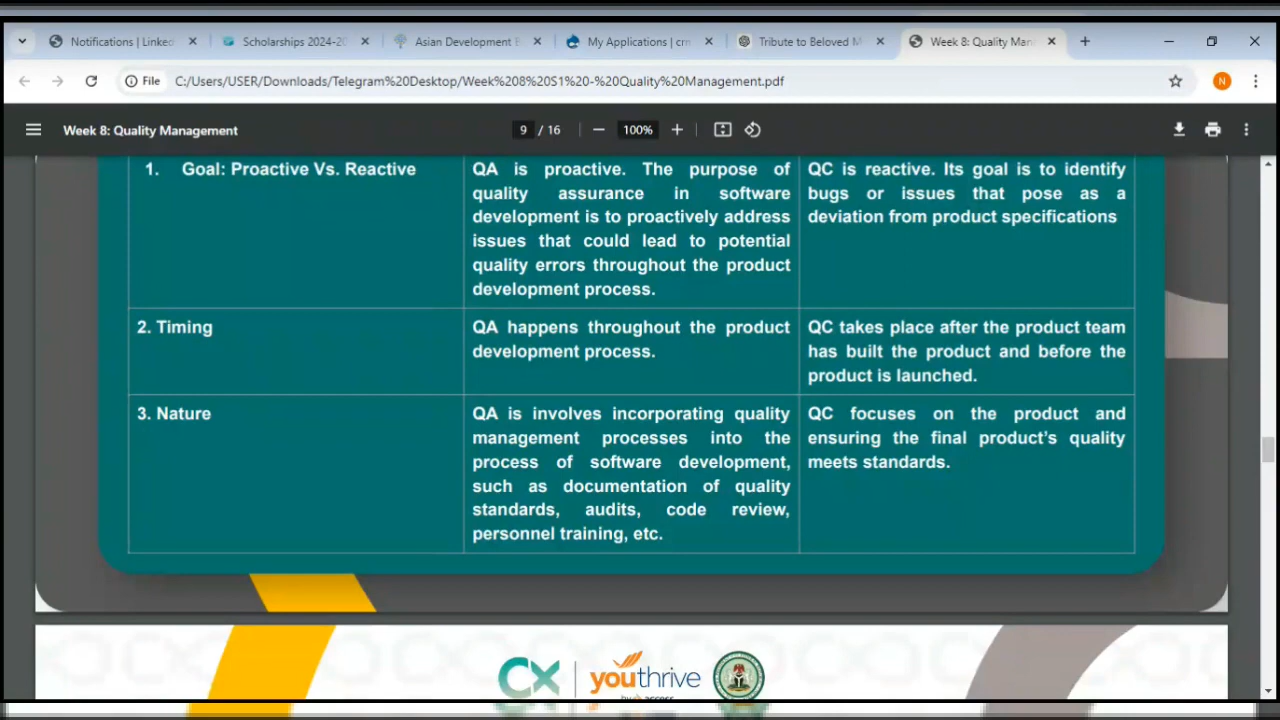 Notifications | Linke
Scholarships 2024-20
Asian Development B
My Applications | crn
Tribute to Beloved M
Week 8: Quality Man
File
C:/Users/USER/Downloads/Telegram%20Desktop/Week%208%20S1%20-%20Quality%20Management.pdf
N
Week 8: Quality Management
9 / 16
100%
1. Goal: Proactive Vs. Reactive
QA is proactive. The purpose of
quality assurance in software
development is to proactively address
issues that could lead to potential
quality errors throughout the product
development process.
QC is reactive. Its goal is to identify
bugs or issues that pose as a
deviation from product specifications
2. Timing
QA happens throughout the product
development process.
QC takes place after the product team
has built the product and before the
product is launched.
3. Nature
QA is involves incorporating quality
management processes into the
process of software development,
such as documentation of quality
standards, audits, code review,
personnel training, etc.
QC focuses on the product and
ensuring the final product's quality
meets standards.
CX
youthrive
by access